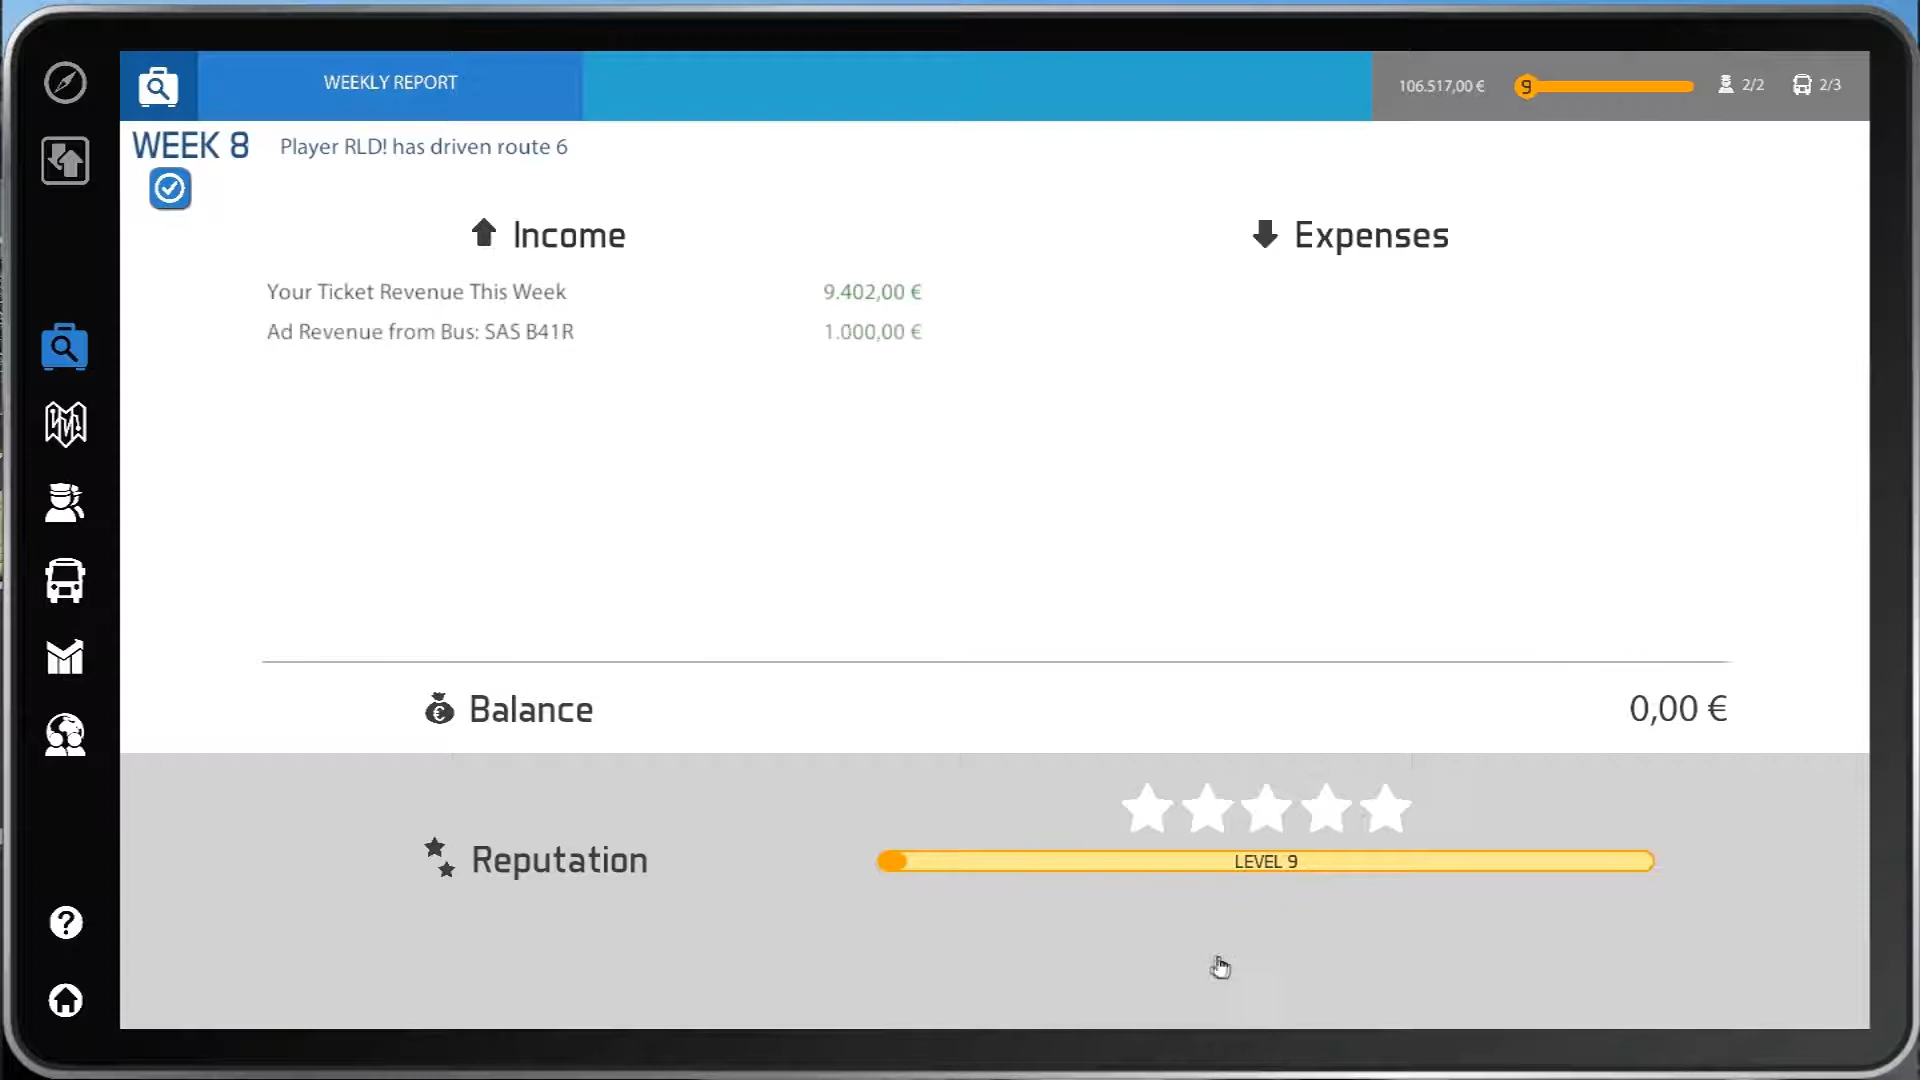 WEEKLY REPORT
106.517,00 €
9
2/2
2/3
WEEK 8
Player RLD! has driven route 6
Income
Expenses
Your Ticket Revenue This Week 9.402,00 €
Ad Revenue from Bus: SAS B41R 1.000,00 €
Balance
0,00 €
Reputation
LEVEL 9